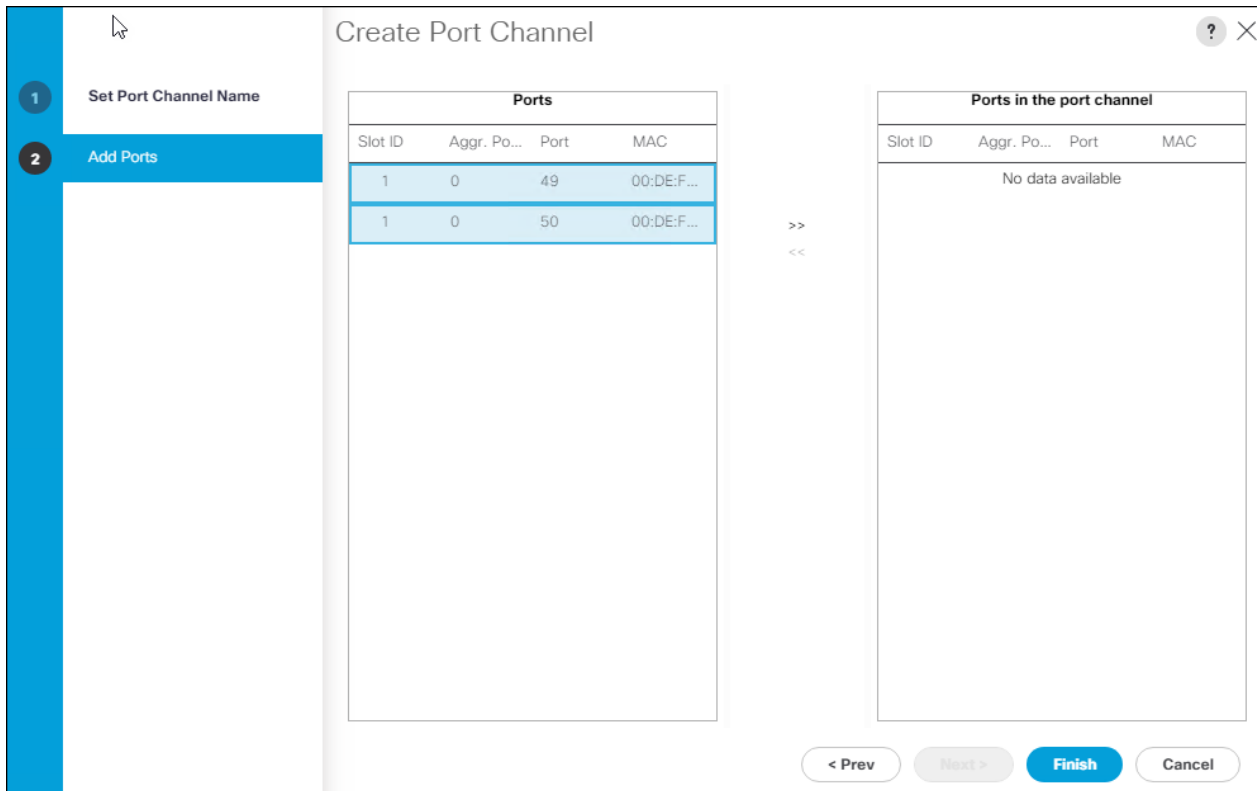 Create Port Channel
?
1 Set Port Channel Name
2 Add Ports
Ports
Slot ID Aggr. Po... Port MAC
1 0 49 00:DE:F...
1 0 50 00:DE:F...
>>
<<
Ports in the port channel
Slot ID Aggr. Po... Port MAC
No data available
< Prev Next > Finish Cancel